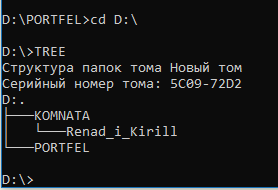 D:\PORTFEL>cd D:\
D:\>TREE
Структура папок тома Новый том
Серийный номер тома: 5C09-72D2
D:.
├───KOMNATA
│   └───Renad_i_Kirill
└───PORTFEL
D:\>